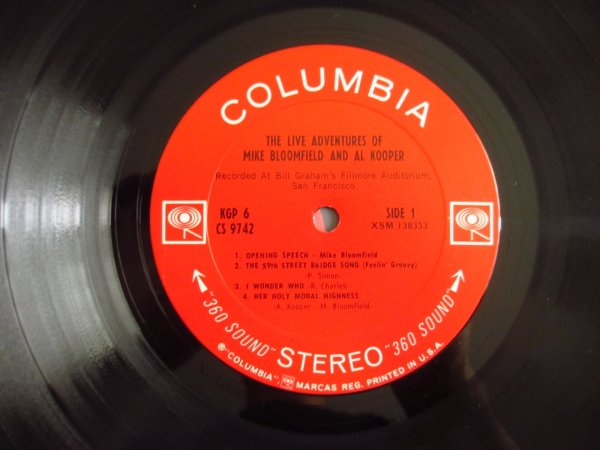 COLUMBIA
THE LIVE ADVENTURES OF
MIKE BLOOMFIELD AND AL KOOPER
Recorded At Bill Graham's Fillmore Auditorium,
San Francisco
KGP 6
CS 9742
SIDE 1
XSM 138353
1. OPENING SPEECH - Mike Bloomfield
2. THE 59th STREET BRIDGE SONG (Feelin' Groovy)
-P. Simon-
3. I WONDER WHO -R. Charles-
4. HER HOLY MODAL HIGHNESS
-A. Kooper - M. Bloomfield-
"360 SOUND" STEREO "360 SOUND"
℗ "COLUMBIA" MARCAS REG. PRINTED IN U.S.A.